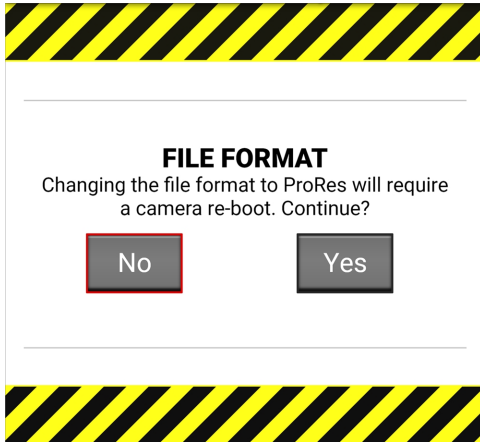 FILE FORMAT
Changing the file format to ProRes will require
a camera re-boot. Continue?
No
Yes